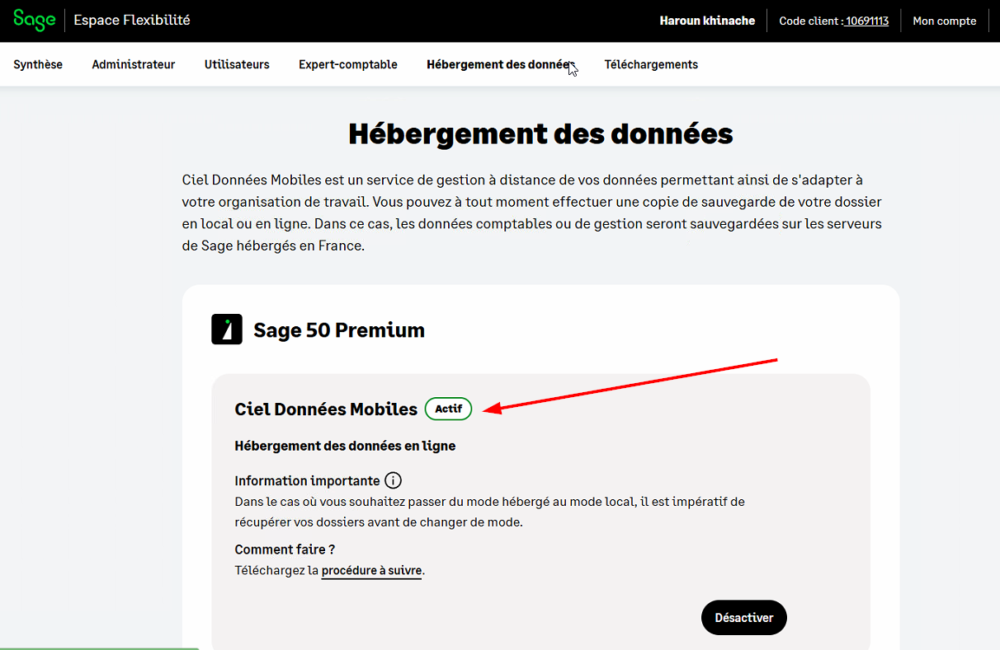 Sage Espace Flexibilité Haroun khinache Code client : 10691113 Mon compte
Synthèse Administrateur Utilisateurs Expert-comptable Hébergement des données Téléchargements
Hébergement des données
Ciel Données Mobiles est un service de gestion à distance de vos données permettant ainsi de s'adapter à
votre organisation de travail. Vous pouvez à tout moment effectuer une copie de sauvegarde de votre dossier
en local ou en ligne. Dans ce cas, les données comptables ou de gestion seront sauvegardées sur les serveurs
de Sage hébergés en France.
Sage 50 Premium
Ciel Données Mobiles Actif
Hébergement des données en ligne
Information importante
Dans le cas où vous souhaitez passer du mode hébergé au mode local, il est impératif de
récupérer vos dossiers avant de changer de mode.
Comment faire ?
Téléchargez la procédure à suivre.
Désactiver